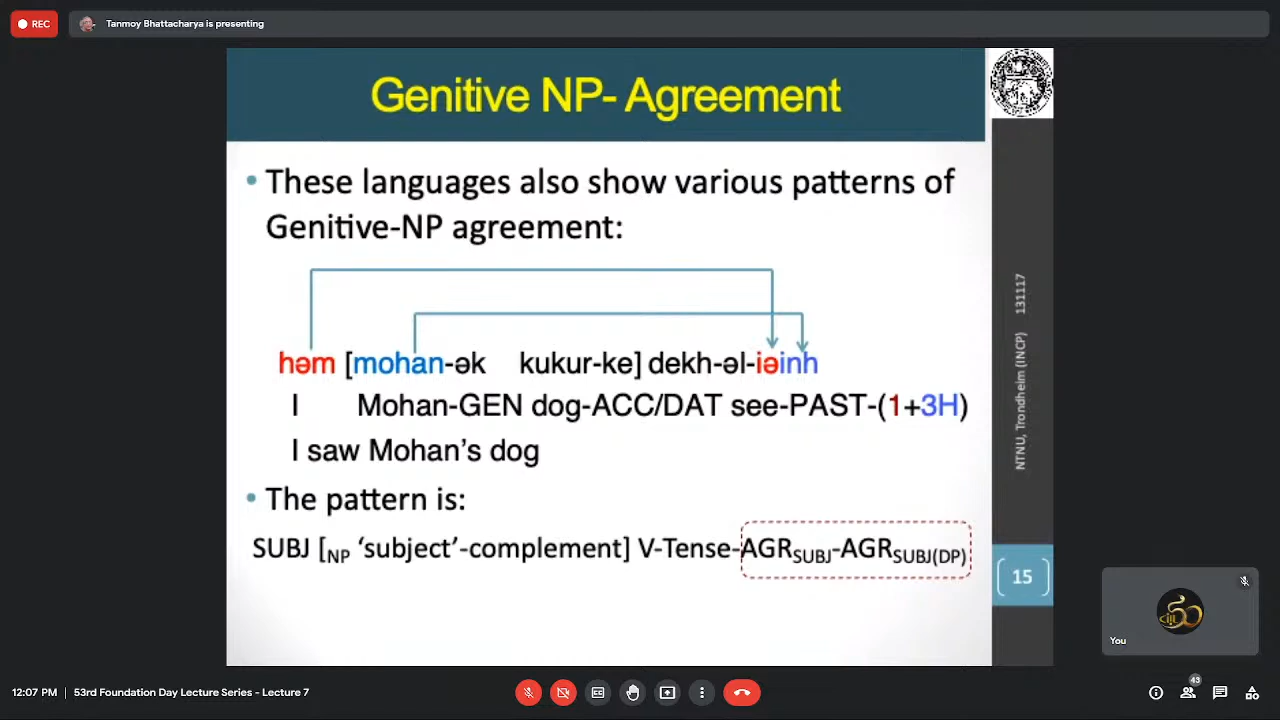 REC
Tanmoy Bhattacharya is presenting
Genitive NP- Agreement
• These languages also show various patterns of
Genitive-NP agreement:
həm [mohan-ək kukur-ke] dekh-əl-iəinh
I Mohan-GEN dog-ACC/DAT see-PAST-(1+3H)
I saw Mohan's dog
• The pattern is:
SUBJ [NP 'subject'-complement] V-Tense-AGRSUBJ-AGRSUBJ(DP)
NTNU, Trondheim (INCP) 131117
15
You
12:07 PM | 53rd Foundation Day Lecture Series - Lecture 7
43